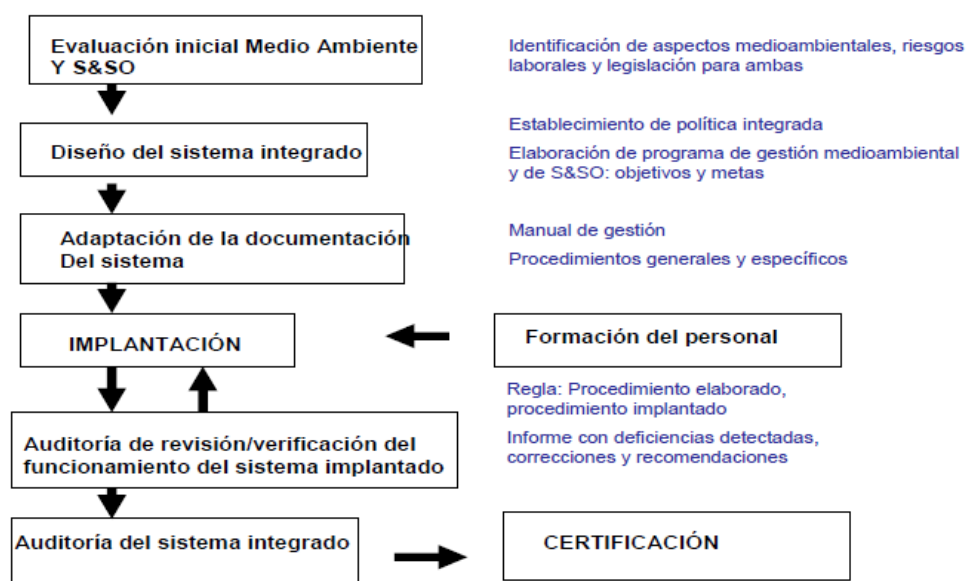 Evaluación inicial Medio Ambiente
Y S&SO
Identificación de aspectos medioambientales, riesgos
laborales y legislación para ambas
Diseño del sistema integrado
Establecimiento de política integrada
Elaboración de programa de gestión medioambiental
y de S&SO: objetivos y metas
Adaptación de la documentación
Del sistema
Manual de gestión
Procedimientos generales y específicos
IMPLANTACIÓN
Formación del personal
Regla: Procedimiento elaborado,
procedimiento implantado
Auditoría de revisión/verificación del
funcionamiento del sistema implantado
Informe con deficiencias detectadas,
correcciones y recomendaciones
Auditoría del sistema integrado
CERTIFICACIÓN